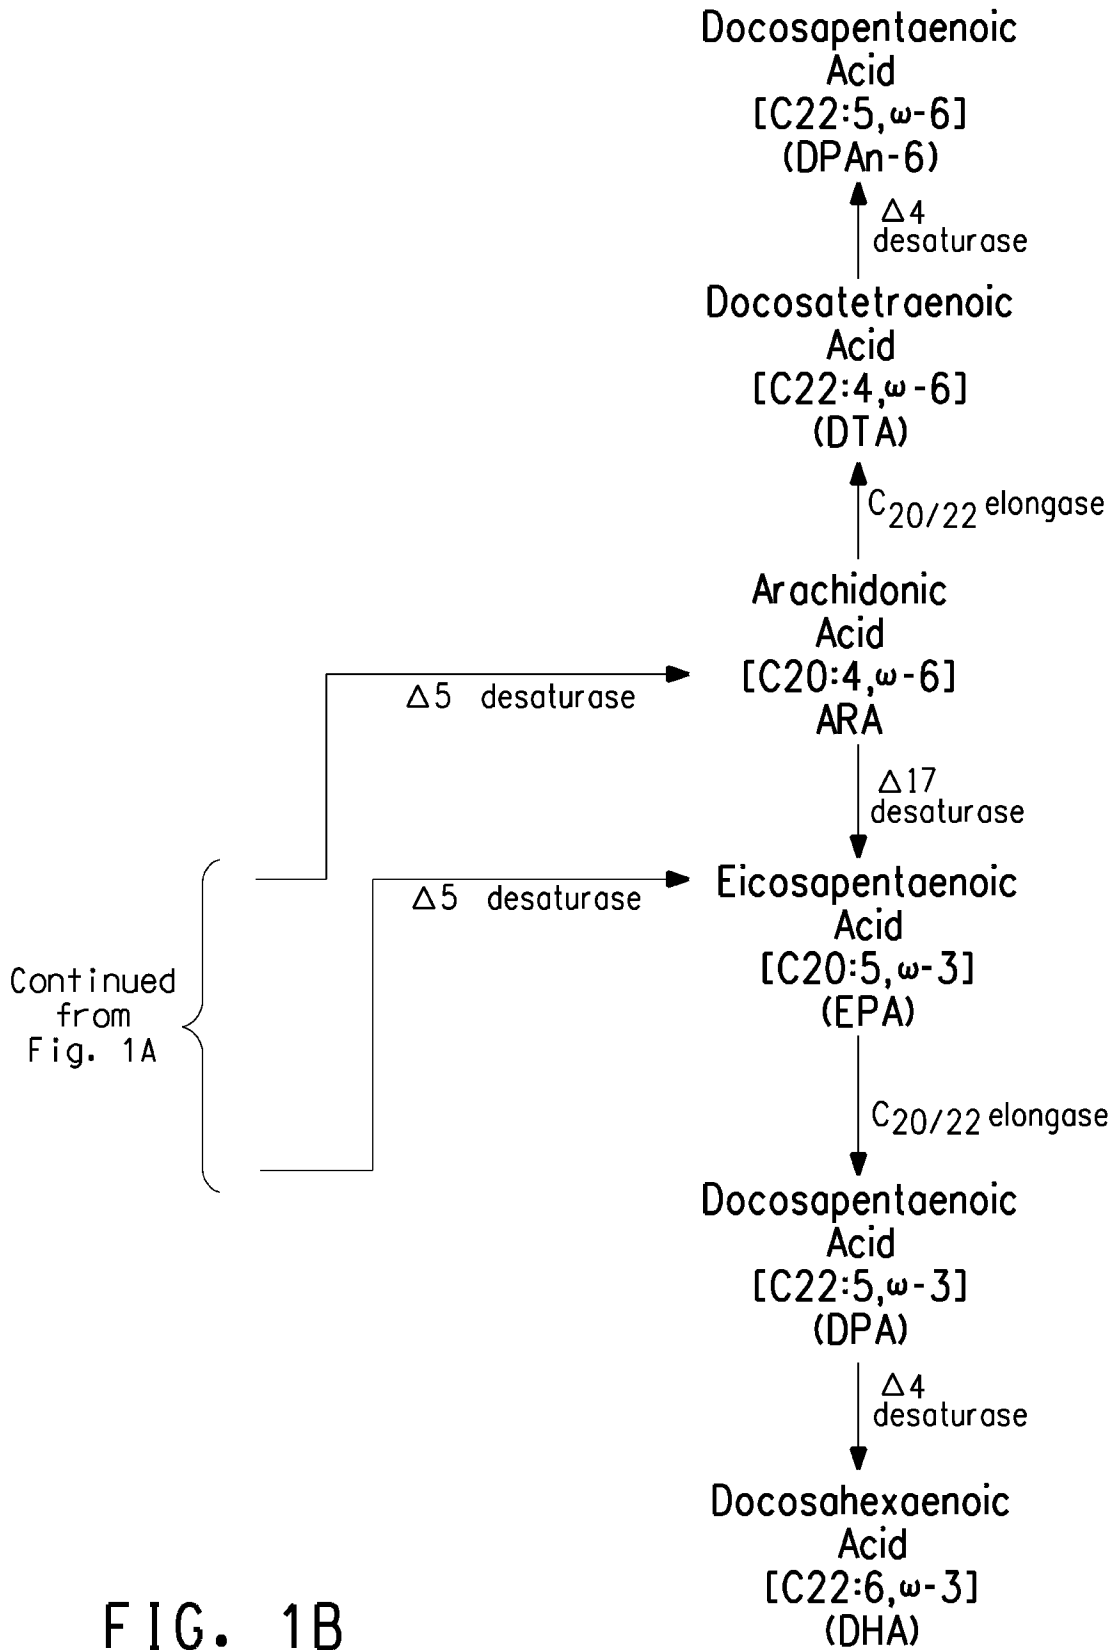 Docosapentaenoic
Acid
[C22:5,ω-6]
(DPAn-6)
Δ4
desaturase
Docosatetraenoic
Acid
[C22:4,ω-6]
(DTA)
C20/22 elongase
Arachidonic
Acid
[C20:4,ω-6]
ARA
Δ5 desaturase
Δ17
desaturase
Eicosapentaenoic
Acid
[C20:5,ω-3]
(EPA)
Δ5 desaturase
Continued
from
Fig. 1A
C20/22 elongase
Docosapentaenoic
Acid
[C22:5,ω-3]
(DPA)
Δ4
desaturase
Docosahexaenoic
Acid
[C22:6,ω-3]
(DHA)
FIG. 1B